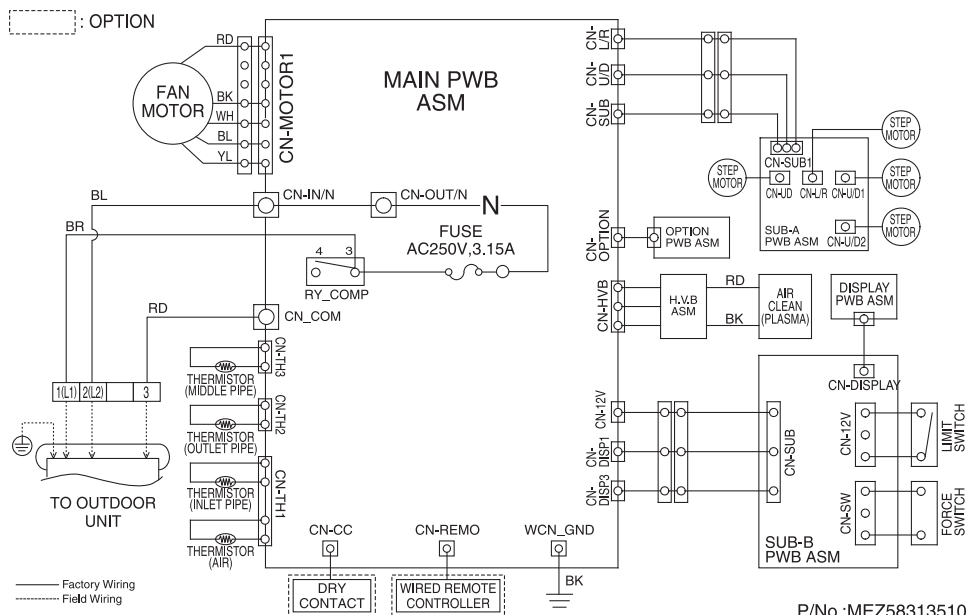 : OPTION
RD
FAN
MOTOR
BK
WH
BL
YL
CN-MOTOR1
MAIN PWB
ASM
CN-
L/R
CN-
U/D
CN-
SUB
STEP
MOTOR
CN-SUB1
STEP
MOTOR
CN-UD
CN-L/R
CN-U/D1
STEP
MOTOR
SUB-A
PWB ASM
CN-U/D2
STEP
MOTOR
BL
CN-IN/N
CN-OUT/N
N
BR
FUSE
AC250V,3.15A
4
3
RY_COMP
CN-
OPTION
OPTION
PWB ASM
RD
CN_COM
CN-HVB
H.V.B
ASM
RD
BK
AIR
CLEAN
(PLASMA)
DISPLAY
PWB ASM
CN-DISPLAY
CN-TH3
THERMISTOR
(MIDDLE PIPE)
CN-TH2
THERMISTOR
(OUTLET PIPE)
CN-TH1
THERMISTOR
(INLET PIPE)
THERMISTOR
(AIR)
1(L1)
2(L2)
3
TO OUTDOOR
UNIT
CN-12V
CN-
DISP1
CN-
DISP3
CN-SUB
CN-12V
LIMIT
SWITCH
CN-SW
FORCE
SWITCH
SUB-B
PWB ASM
CN-CC
CN-REMO
WCN_GND
BK
DRY
CONTACT
WIRED REMOTE
CONTROLLER
Factory Wiring
Field Wiring
P/No :MEZ58313510